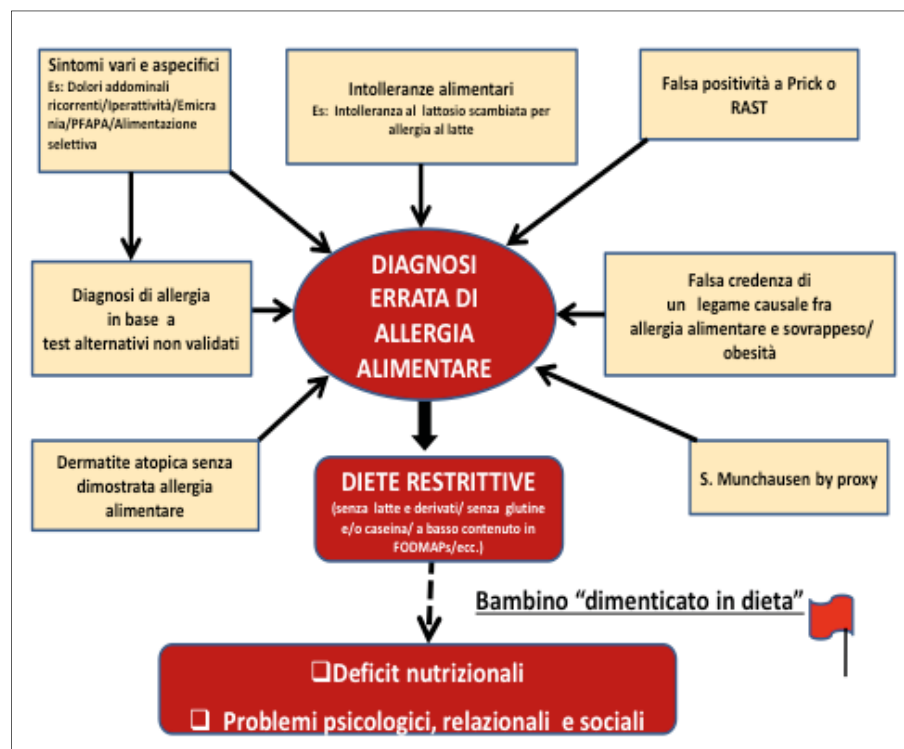 Sintomi vari e aspecifici
Es: Dolori addominali
ricorrenti/Iperattività/Emicra
nia/PFAPA/Alimentazione
selettiva
Intolleranze alimentari
Es: Intolleranza al lattosio scambiata per
allergia al latte
Falsa positività a Prick o
RAST
DIAGNOSI
ERRATA DI
ALLERGIA
ALIMENTARE
Diagnosi di allergia
in base a
test alternativi non validati
Falsa credenza di
un legame causale fra
allergia alimentare e sovrappeso/
obesità
Dermatite atopica senza
dimostrata allergia
alimentare
DIETE RESTRITTIVE
(senza latte e derivati/ senza glutine
e/o caseina/ a basso contenuto in
FODMAPs/ecc.)
S. Munchausen by proxy
Bambino “dimenticato in dieta”
❑Deficit nutrizionali
❑ Problemi psicologici, relazionali e sociali